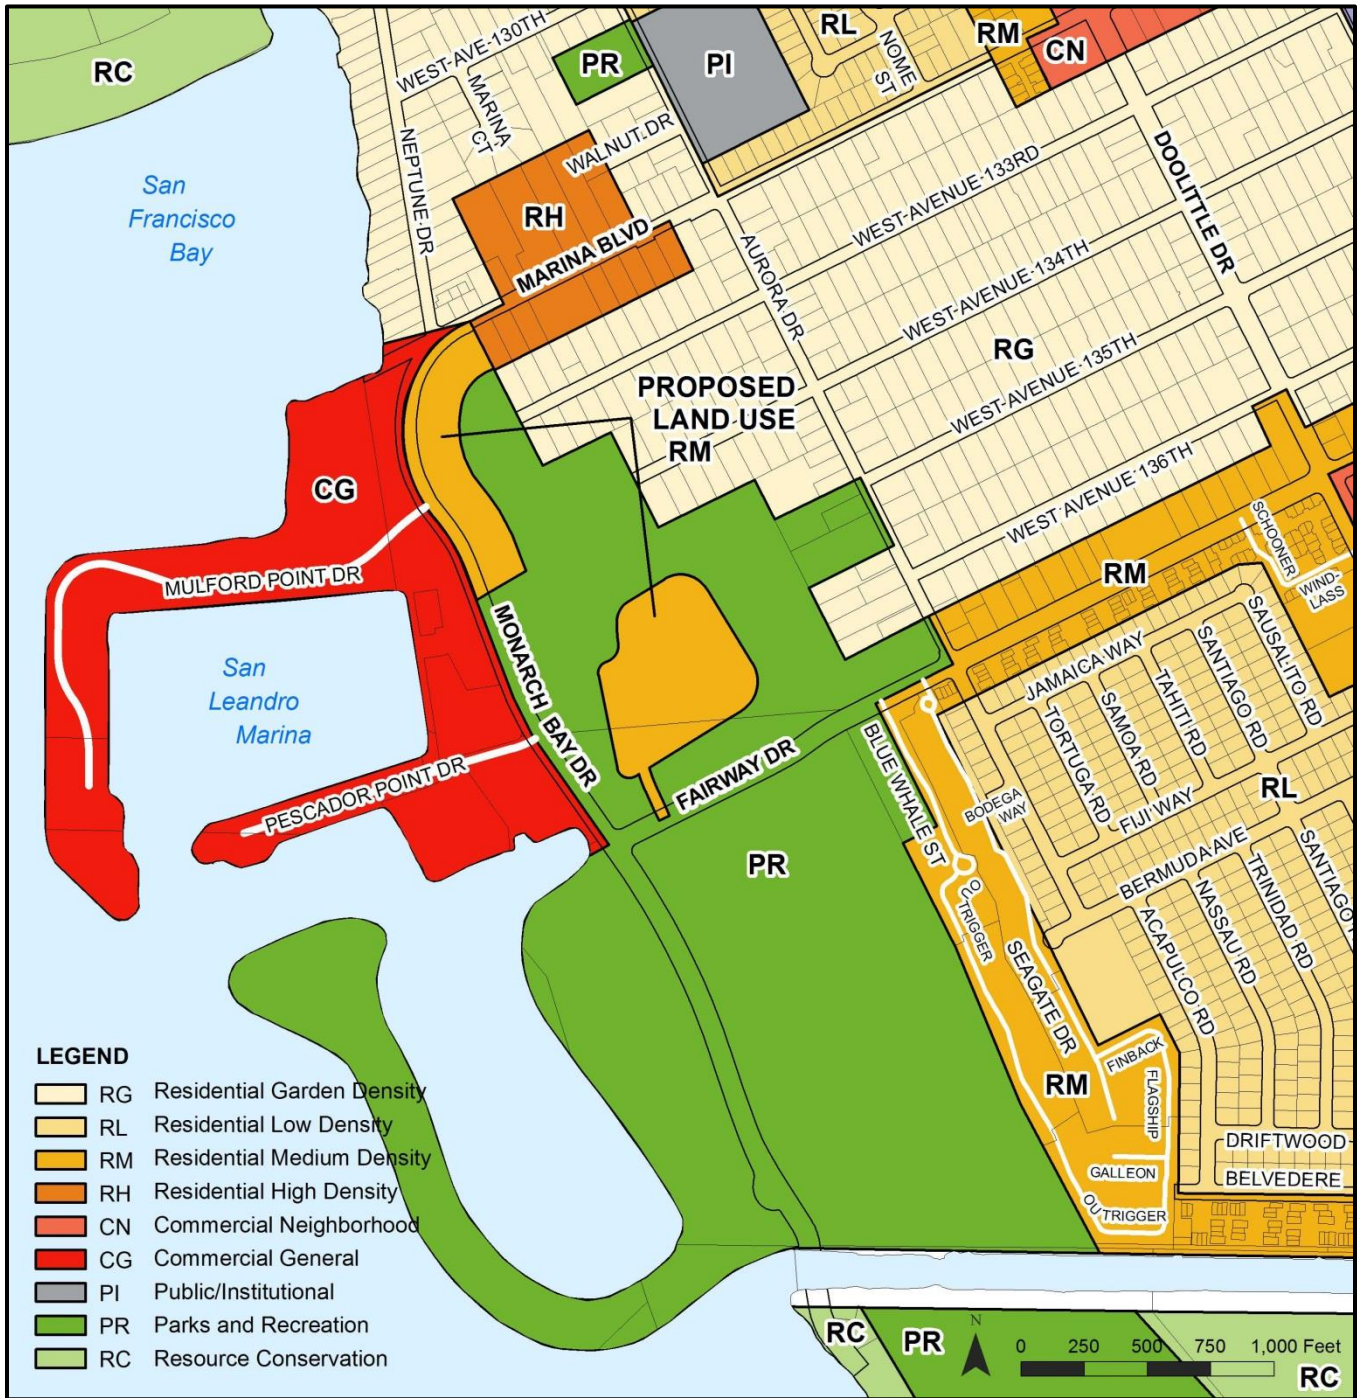 RC
WEST AVE 130TH
PR
PI
RL
NOME
ST
RM
CN
MARINA
CT
NEPTUNE DR
WALNUT DR
San
Francisco
Bay
RH
MARINA BLVD
AURORA DR
WEST AVENUE 133RD
DOOLITTLE DR
WEST AVENUE 134TH
RG
WEST AVENUE 135TH
PROPOSED
LAND USE
RM
CG
WEST AVENUE 136TH
MULFORD POINT DR
RM
SCHOONER
WIND-
LASS
MONARCH BAY DR
San
Leandro
Marina
JAMAICA WAY
SAUSALITO RD
SANTIAGO RD
TAHITI RD
SAMOA RD
TORTUGA RD
FIJI WAY
RL
PESCADOR POINT DR
FAIRWAY DR
BLUE WHALE ST
BODEGA
WAY
BERMUDA AVE
PR
OUTRIGGER
SEAGATE DR
ACAPULCO RD
NASSAU RD
TRINIDAD RD
SANTIAGO
FINBACK
FLAGSHIP
RM
DRIFTWOOD
GALLEON
BELVEDERE
OUTRIGGER
LEGEND
RG Residential Garden Density
RL Residential Low Density
RM Residential Medium Density
RH Residential High Density
CN Commercial Neighborhood
CG Commercial General
PI Public/Institutional
PR Parks and Recreation
RC Resource Conservation
RC
PR
N
0 250 500 750 1,000 Feet
RC